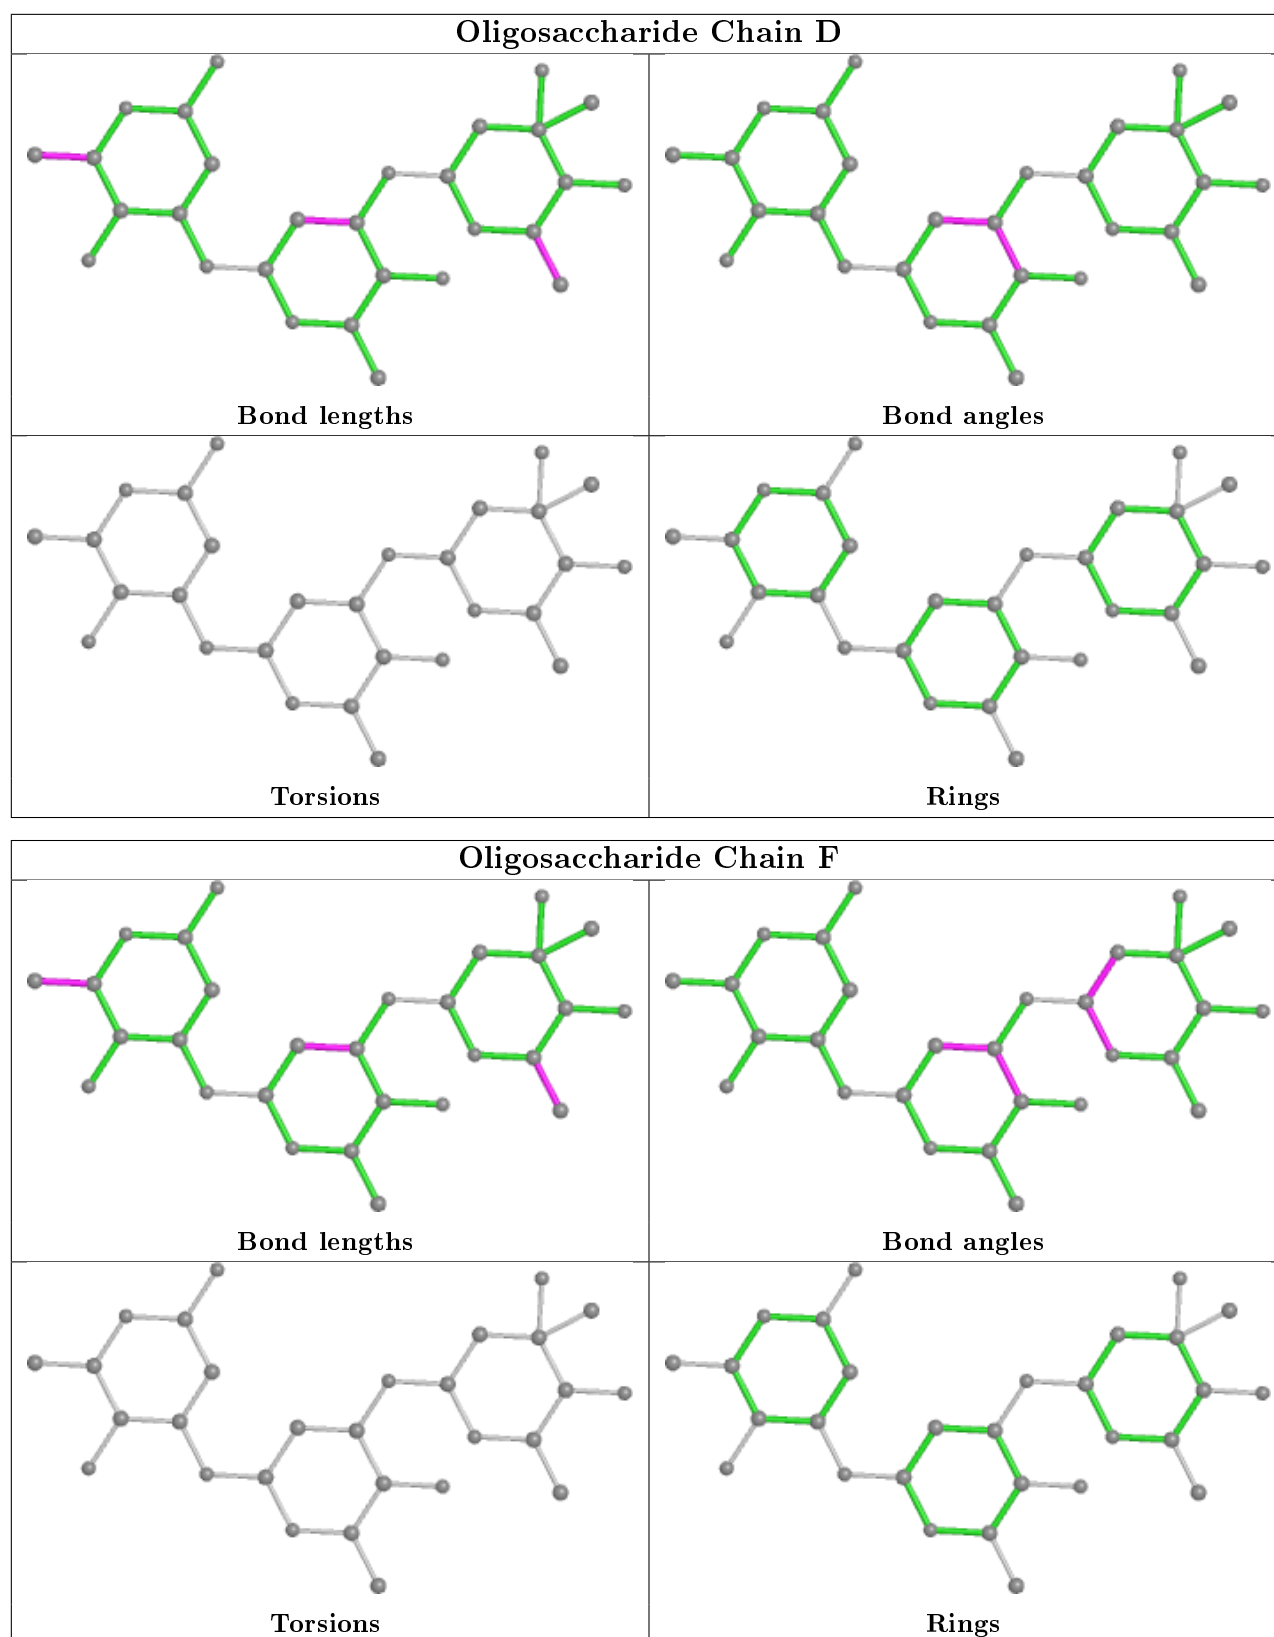 Oligosaccharide Chain D
Bond lengths
Bond angles
Torsions
Rings
Oligosaccharide Chain F
Bond lengths
Bond angles
Torsions
Rings